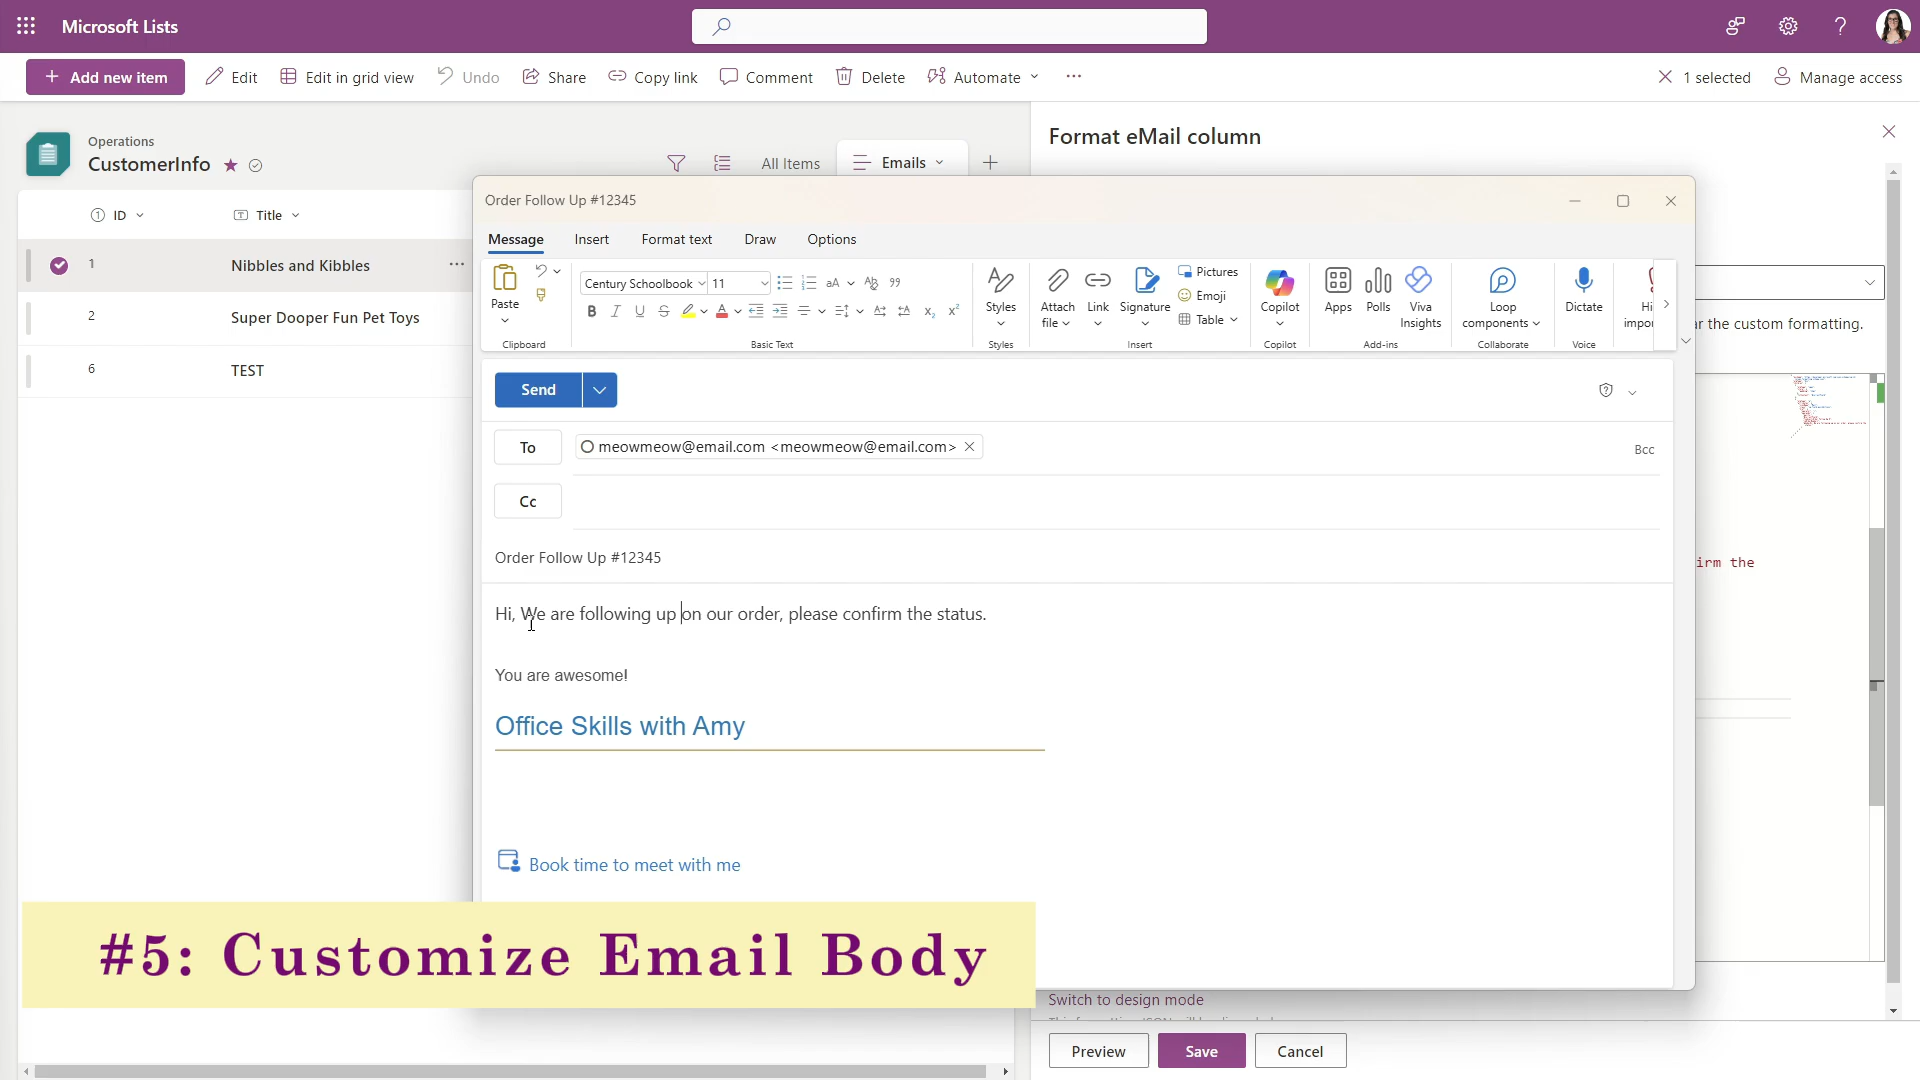 Microsoft Lists
Add new item
Edit
Edit in grid view
Undo
Share
Copy link
Comment
Delete
Automate
1 selected
Manage access
Operations
CustomerInfo
All Items
Emails
ID
Title
1
Nibbles and Kibbles
2
Super Dooper Fun Pet Toys
6
TEST
Format eMail column
r the custom formatting.
irm the
Order Follow Up #12345
Message
Insert
Format text
Draw
Options
Paste
Clipboard
Century Schoolbook
11
Basic Text
Styles
Styles
Attach
file
Link
Signature
Pictures
Emoji
Table
Insert
Copilot
Copilot
Apps
Polls
Viva
Insights
Add-ins
Loop
components
Collaborate
Dictate
Voice
Hi
impor
Send
To
meowmeow@email.com <meowmeow@email.com>
Bcc
Cc
Order Follow Up #12345
Hi, We are following up on our order, please confirm the status.
You are awesome!
Office Skills with Amy
Book time to meet with me
#5: Customize Email Body
Switch to design mode
Preview
Save
Cancel